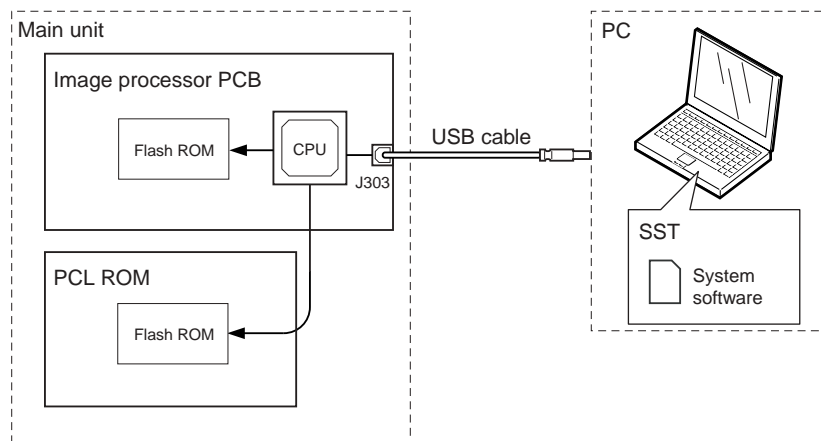 Main unit
Image processor PCB
Flash ROM
CPU
J303
USB cable
PCL ROM
Flash ROM
PC
SST
System
software